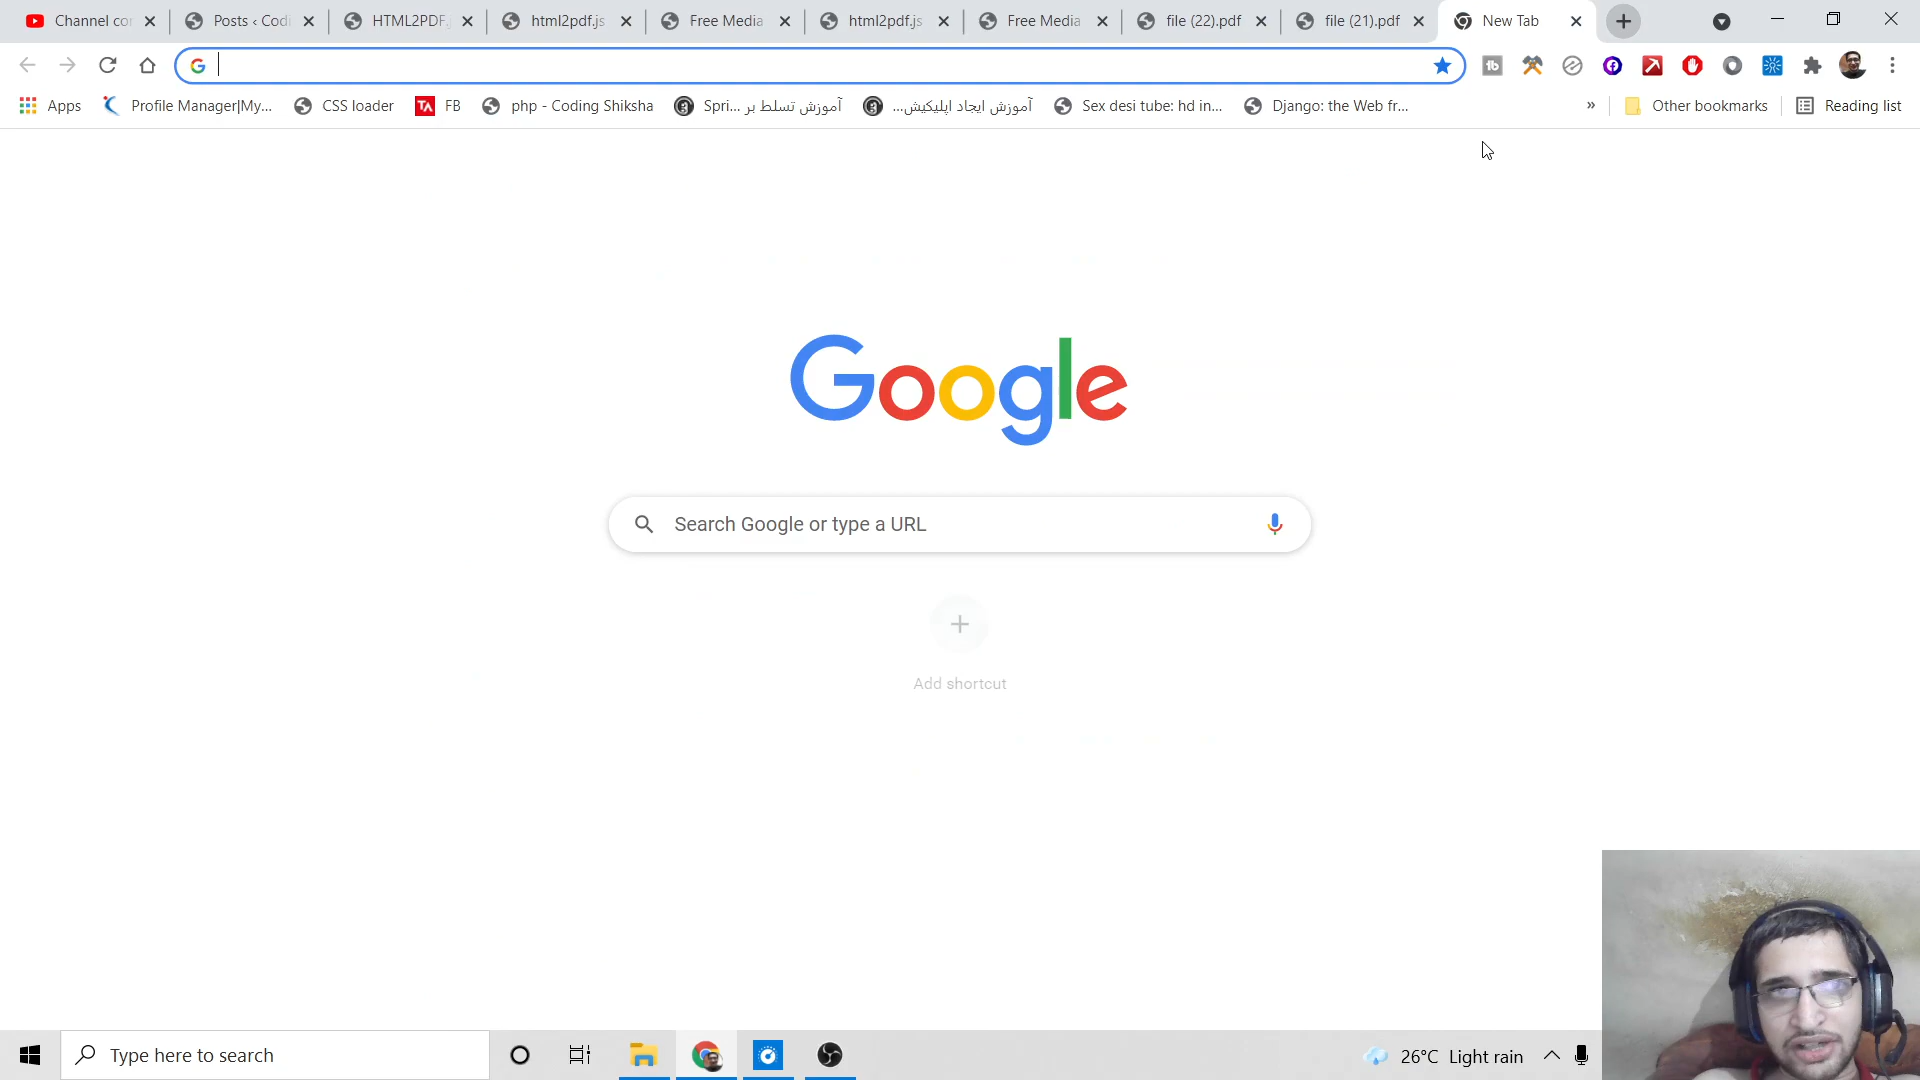 Channel co
Posts ‹ Codi
HTML2PDF.
html2pdf.js
Free Media
html2pdf.js
Free Media
file (22).pdf
file (21).pdf
New Tab
Apps
Profile Manager|My...
CSS loader
TA FB
php - Coding Shiksha
آموزش تسلط بر Spri...
آموزش ایجاد اپلیکیش...
Sex desi tube: hd in...
Django: the Web fr...
»
Other bookmarks
Reading list
Google
Search Google or type a URL
Add shortcut
Type here to search
26°C Light rain